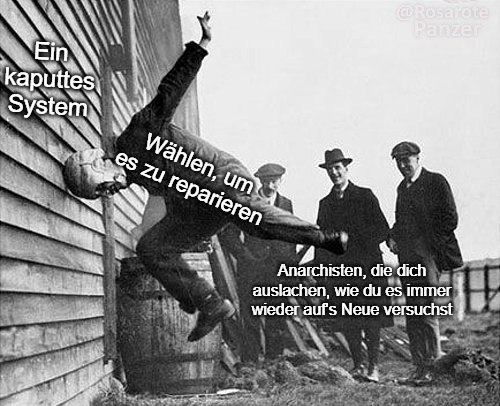 @Rosarote
Panzer
Ein
kaputtes
System
Wählen, um
es zu reparieren
Anarchisten, die dich
auslachen, wie du es immer
wieder auf's Neue versuchst